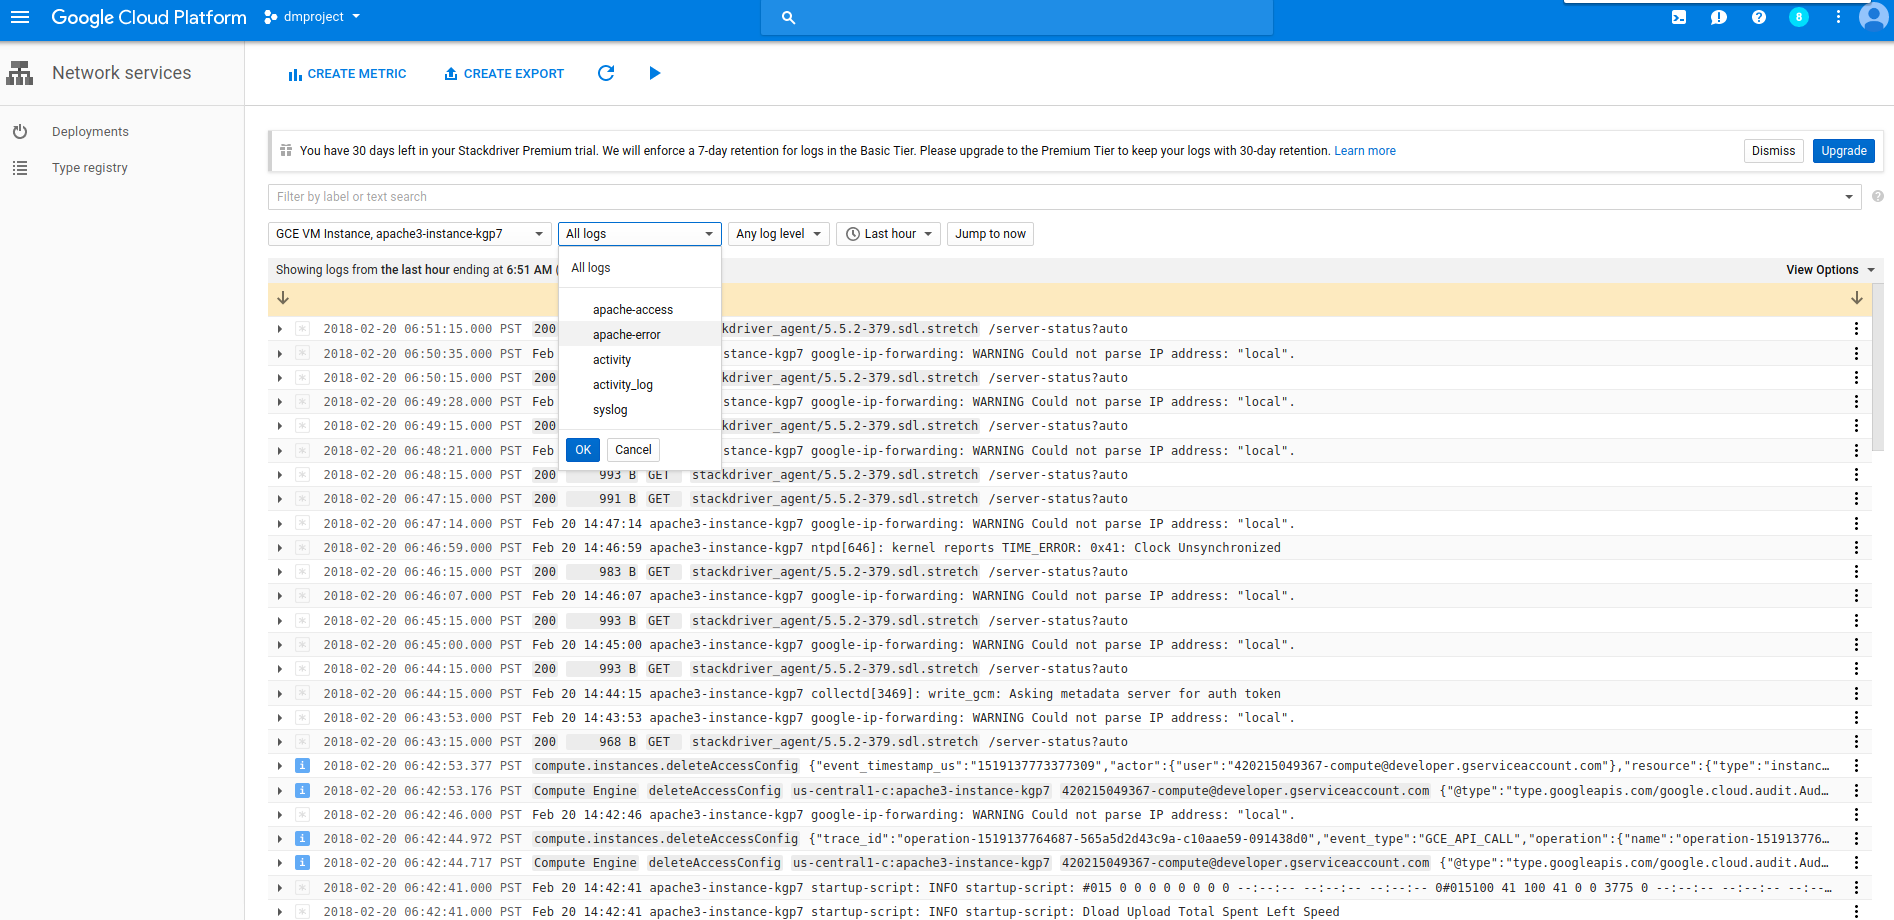 Google Cloud Platform dmproject 8
Network services CREATE METRIC CREATE EXPORT
Deployments
Type registry
You have 30 days left in your Stackdriver Premium trial. We will enforce a 7-day retention for logs in the Basic Tier. Please upgrade to the Premium Tier to keep your logs with 30-day retention. Learn more Dismiss Upgrade
Filter by label or text search
GCE VM Instance, apache3-instance-kgp7 All logs Any log level Last hour Jump to now
Showing logs from the last hour ending at 6:51 AM ( View Options
All logs
apache-access
apache-error
activity
activity_log
syslog
OK Cancel
2018-02-20 06:51:15.000 PST 200 kdriver_agent/5.5.2-379.sdl.stretch /server-status?auto
2018-02-20 06:50:35.000 PST Feb stance-kgp7 google-ip-forwarding: WARNING Could not parse IP address: "local".
2018-02-20 06:50:15.000 PST 200 kdriver_agent/5.5.2-379.sdl.stretch /server-status?auto
2018-02-20 06:49:28.000 PST Feb stance-kgp7 google-ip-forwarding: WARNING Could not parse IP address: "local".
2018-02-20 06:49:15.000 PST 200 kdriver_agent/5.5.2-379.sdl.stretch /server-status?auto
2018-02-20 06:48:21.000 PST Feb stance-kgp7 google-ip-forwarding: WARNING Could not parse IP address: "local".
2018-02-20 06:48:15.000 PST 200 993 B GET stackdriver_agent/5.5.2-379.sdl.stretch /server-status?auto
2018-02-20 06:47:15.000 PST 200 991 B GET stackdriver_agent/5.5.2-379.sdl.stretch /server-status?auto
2018-02-20 06:47:14.000 PST Feb 20 14:47:14 apache3-instance-kgp7 google-ip-forwarding: WARNING Could not parse IP address: "local".
2018-02-20 06:46:59.000 PST Feb 20 14:46:59 apache3-instance-kgp7 ntpd[646]: kernel reports TIME_ERROR: 0x41: Clock Unsynchronized
2018-02-20 06:46:15.000 PST 200 983 B GET stackdriver_agent/5.5.2-379.sdl.stretch /server-status?auto
2018-02-20 06:46:07.000 PST Feb 20 14:46:07 apache3-instance-kgp7 google-ip-forwarding: WARNING Could not parse IP address: "local".
2018-02-20 06:45:15.000 PST 200 993 B GET stackdriver_agent/5.5.2-379.sdl.stretch /server-status?auto
2018-02-20 06:45:00.000 PST Feb 20 14:45:00 apache3-instance-kgp7 google-ip-forwarding: WARNING Could not parse IP address: "local".
2018-02-20 06:44:15.000 PST 200 993 B GET stackdriver_agent/5.5.2-379.sdl.stretch /server-status?auto
2018-02-20 06:44:15.000 PST Feb 20 14:44:15 apache3-instance-kgp7 collectd[3469]: write_gcm: Asking metadata server for auth token
2018-02-20 06:43:53.000 PST Feb 20 14:43:53 apache3-instance-kgp7 google-ip-forwarding: WARNING Could not parse IP address: "local".
2018-02-20 06:43:15.000 PST 200 968 B GET stackdriver_agent/5.5.2-379.sdl.stretch /server-status?auto
2018-02-20 06:42:53.377 PST compute.instances.deleteAccessConfig {"event_timestamp_us":"1519137773377309","actor":{"user":"420215049367-compute@developer.gserviceaccount.com"},"resource":{"type":"instanc…
2018-02-20 06:42:53.176 PST Compute Engine deleteAccessConfig us-central1-c:apache3-instance-kgp7 420215049367-compute@developer.gserviceaccount.com {"@type":"type.googleapis.com/google.cloud.audit.Aud…
2018-02-20 06:42:46.000 PST Feb 20 14:42:46 apache3-instance-kgp7 google-ip-forwarding: WARNING Could not parse IP address: "local".
2018-02-20 06:42:44.972 PST compute.instances.deleteAccessConfig {"trace_id":"operation-1519137764687-565a5d2d43c9a-c10aae59-091438d0","event_type":"GCE_API_CALL","operation":{"name":"operation-151913776…
2018-02-20 06:42:44.717 PST Compute Engine deleteAccessConfig us-central1-c:apache3-instance-kgp7 420215049367-compute@developer.gserviceaccount.com {"@type":"type.googleapis.com/google.cloud.audit.Aud…
2018-02-20 06:42:41.000 PST Feb 20 14:42:41 apache3-instance-kgp7 startup-script: INFO startup-script: #015 0 0 0 0 0 0 0 0 --:--:-- --:--:-- --:--:-- 0#015100 41 100 41 0 0 3775 0 --:--:-- --:--:-- --:--…
2018-02-20 06:42:41.000 PST Feb 20 14:42:41 apache3-instance-kgp7 startup-script: INFO startup-script: Dload Upload Total Spent Left Speed